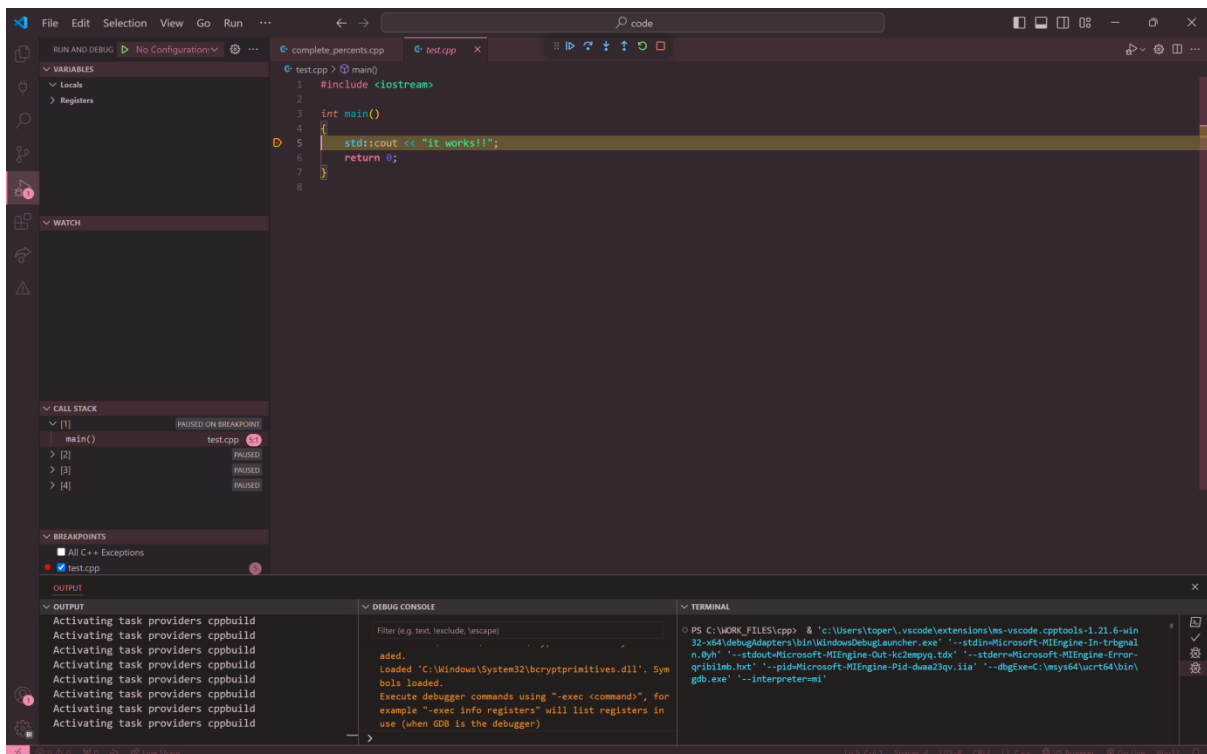 File Edit Selection View Go Run ···
code
RUN AND DEBUG No Configurations ···
VARIABLES
Locals
Registers
WATCH
CALL STACK
[1] PAUSED ON BREAKPOINT
main() test.cpp 5:1
[2] PAUSED
[3] PAUSED
[4] PAUSED
BREAKPOINTS
All C++ Exceptions
test.cpp 5
complete_percents.cpp test.cpp
test.cpp > main()
1 #include <iostream>
2
3 int main()
4 {
5 std::cout << "it works!!";
6 return 0;
7 }
8
OUTPUT
OUTPUT
Activating task providers cppbuild
Activating task providers cppbuild
Activating task providers cppbuild
Activating task providers cppbuild
Activating task providers cppbuild
Activating task providers cppbuild
Activating task providers cppbuild
Activating task providers cppbuild
DEBUG CONSOLE
Filter (e.g. text, !exclude, \escape)
aded.
Loaded 'C:\Windows\System32\bcryptprimitives.dll'. Sym
bols loaded.
Execute debugger commands using "-exec <command>", for
example "-exec info registers" will list registers in
use (when GDB is the debugger)
>
TERMINAL
PS C:\WORK_FILES\cpp> & 'c:\Users\toper\.vscode\extensions\ms-vscode.cpptools-1.21.6-win
32-x64\debugAdapters\bin\WindowsDebugLauncher.exe' '--stdin=Microsoft-MIEngine-In-trbgnal
n.0yh' '--stdout=Microsoft-MIEngine-Out-kc2empyq.tdx' '--stderr=Microsoft-MIEngine-Error-
qribi1mb.hxt' '--pid=Microsoft-MIEngine-Pid-dwaa23qv.iia' '--dbgExe=C:\msys64\ucrt64\bin\
gdb.exe' '--interpreter=mi'